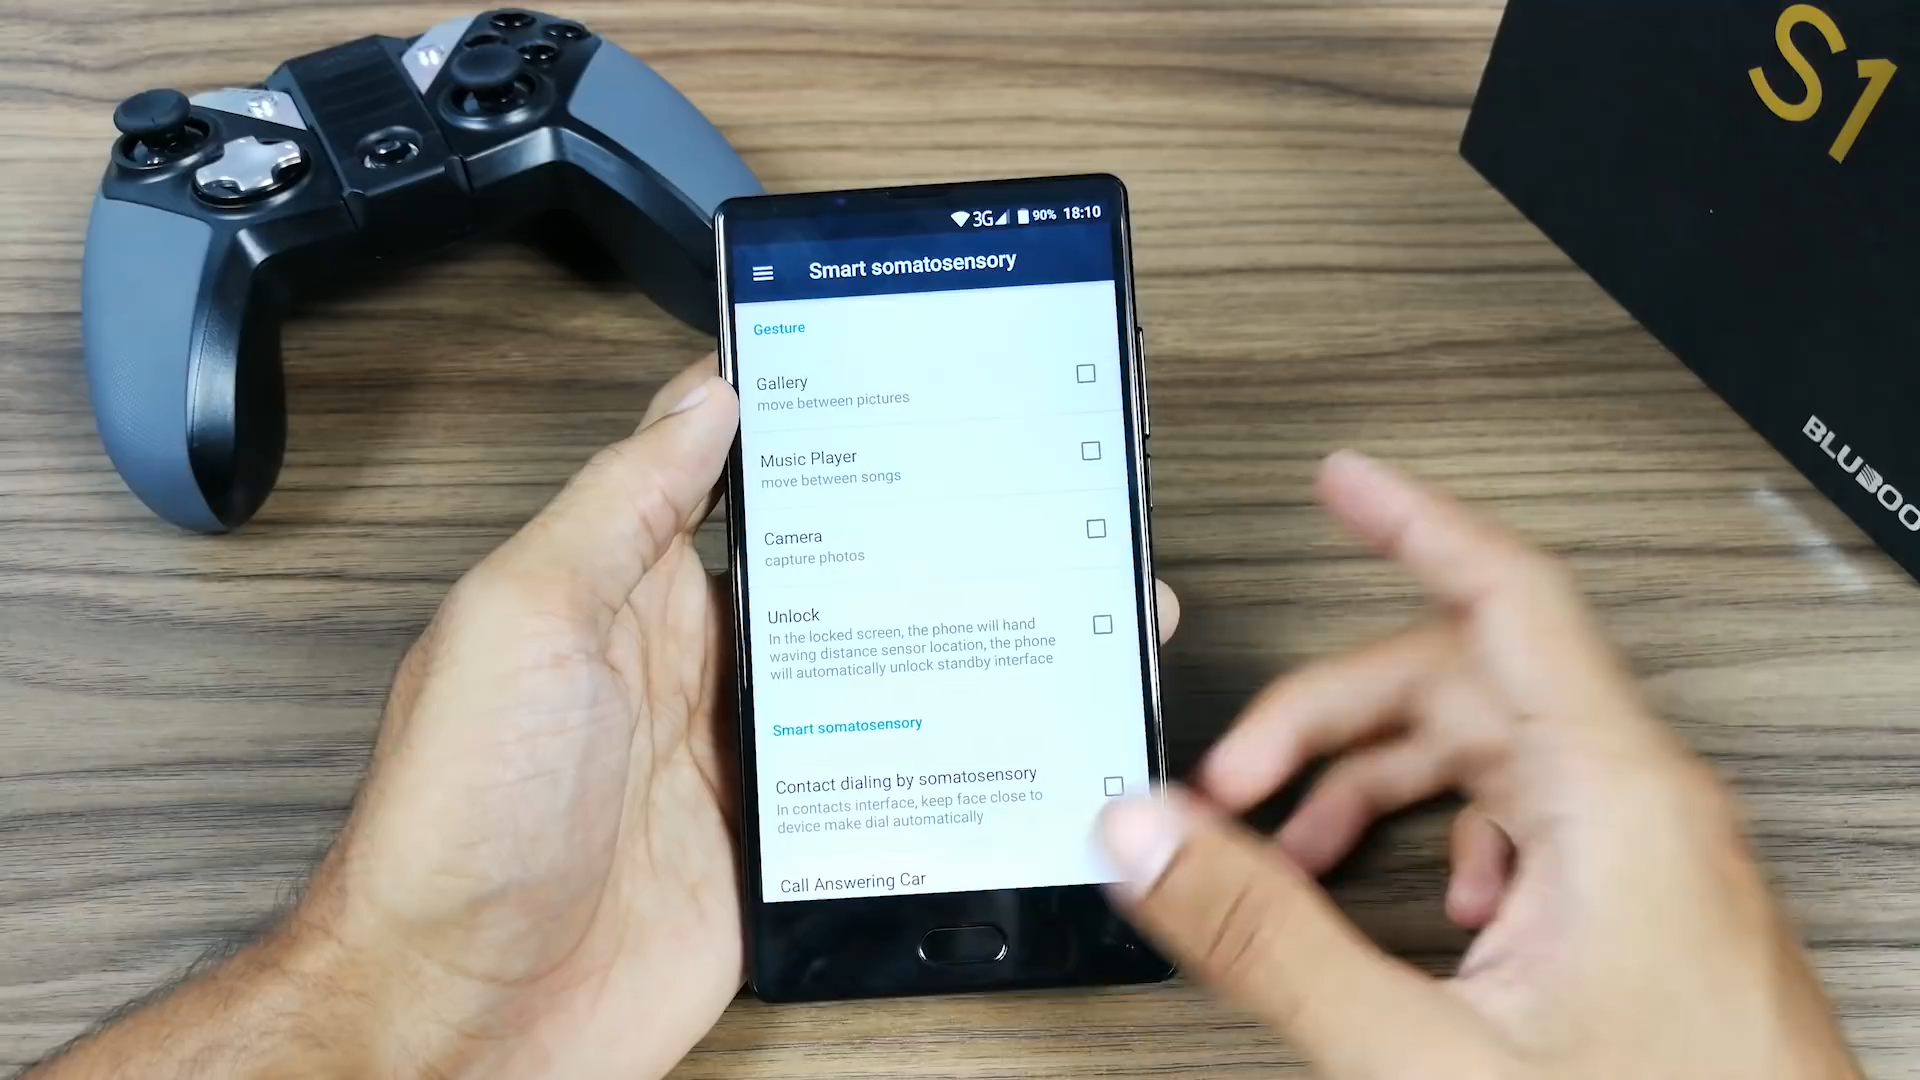 S1
BLUBOO
3G 90% 18:10
Smart somatosensory
Gesture
Gallery
move between pictures
Music Player
move between songs
Camera
capture photos
Unlock
In the locked screen, the phone will hand
waving distance sensor location, the phone
will automatically unlock standby interface
Smart somatosensory
Contact dialing by somatosensory
In contacts interface, keep face close to
device make dial automatically
Call Answering Car